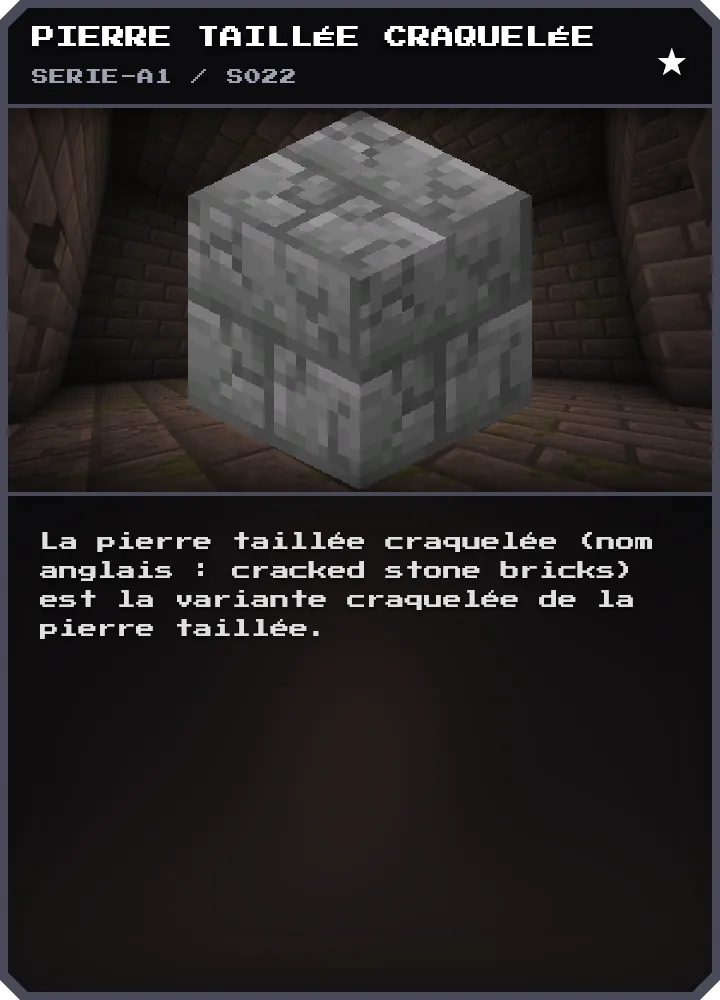 PIERRE TAILLéE CRAQUELéE
SERIE-A1 / S022
La pierre taillée craquelée (nom
anglais : cracked stone bricks)
est la variante craquelée de la
pierre taillée.